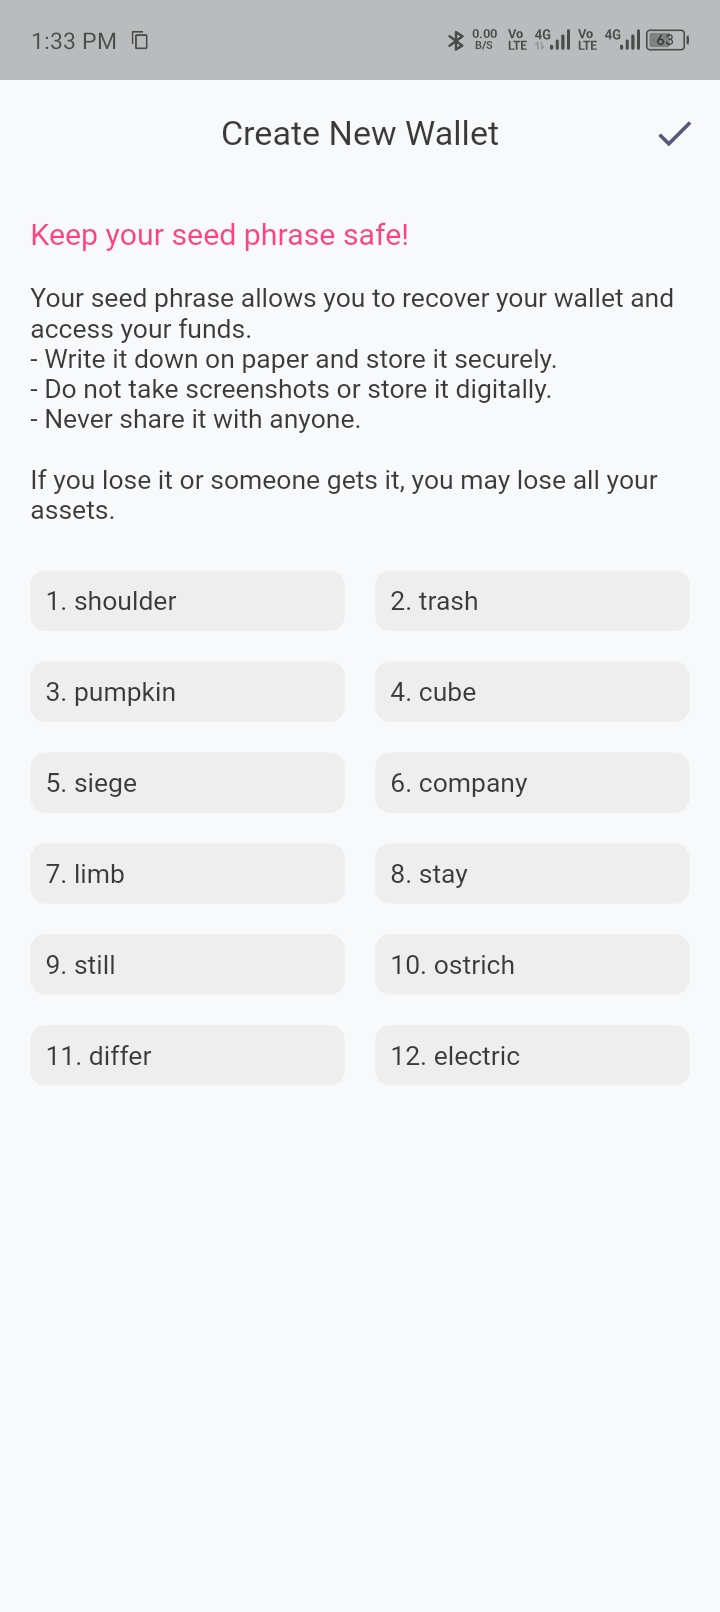 1:33 PM
0.00 B/S Vo LTE 4G Vo LTE 4G 63
Create New Wallet
Keep your seed phrase safe!
Your seed phrase allows you to recover your wallet and
access your funds.
- Write it down on paper and store it securely.
- Do not take screenshots or store it digitally.
- Never share it with anyone.
If you lose it or someone gets it, you may lose all your
assets.
1. shoulder
2. trash
3. pumpkin
4. cube
5. siege
6. company
7. limb
8. stay
9. still
10. ostrich
11. differ
12. electric